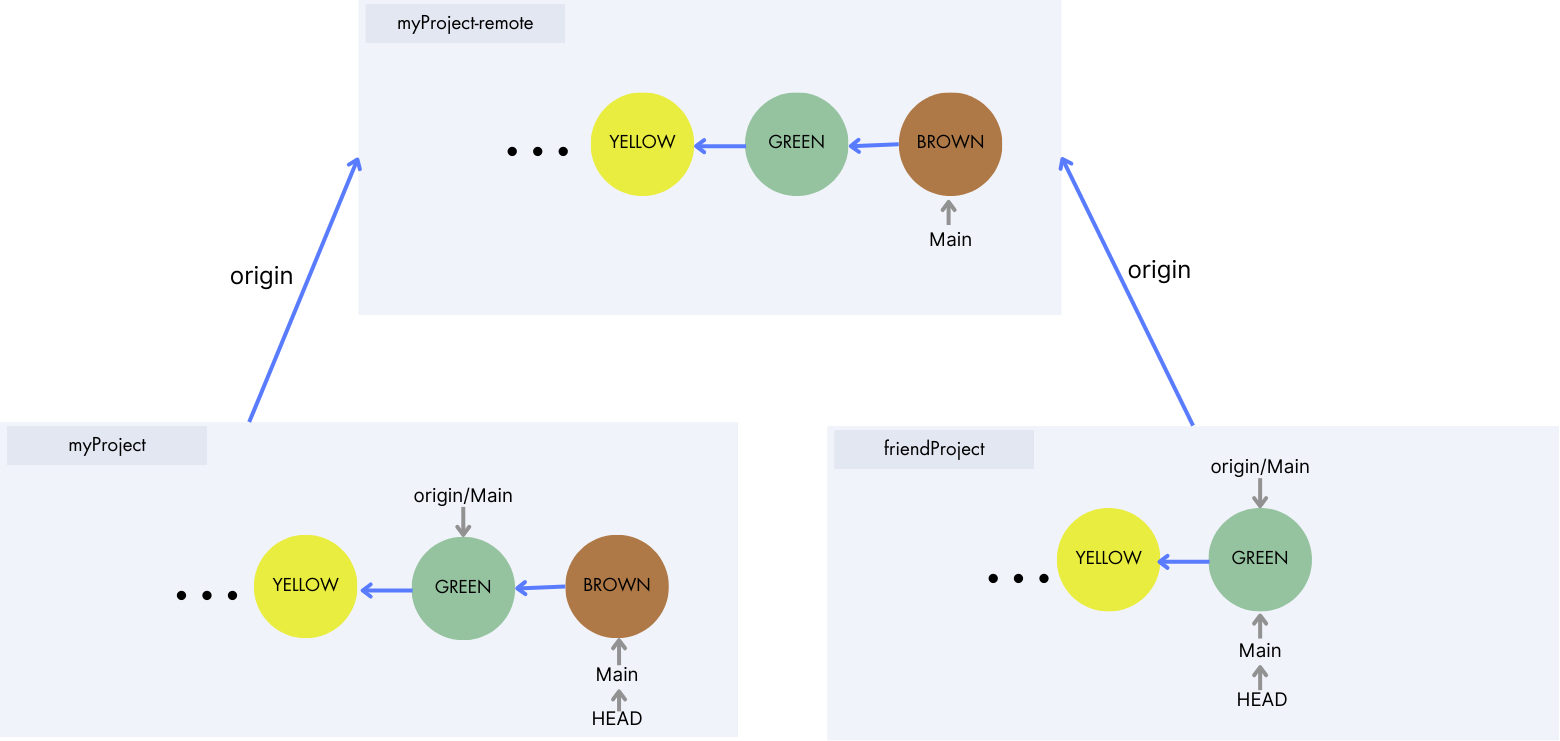 myProject-remote
YELLOW
GREEN
BROWN
Main
origin
origin
myProject
origin/Main
YELLOW
GREEN
BROWN
Main
HEAD
friendProject
origin/Main
YELLOW
GREEN
Main
HEAD